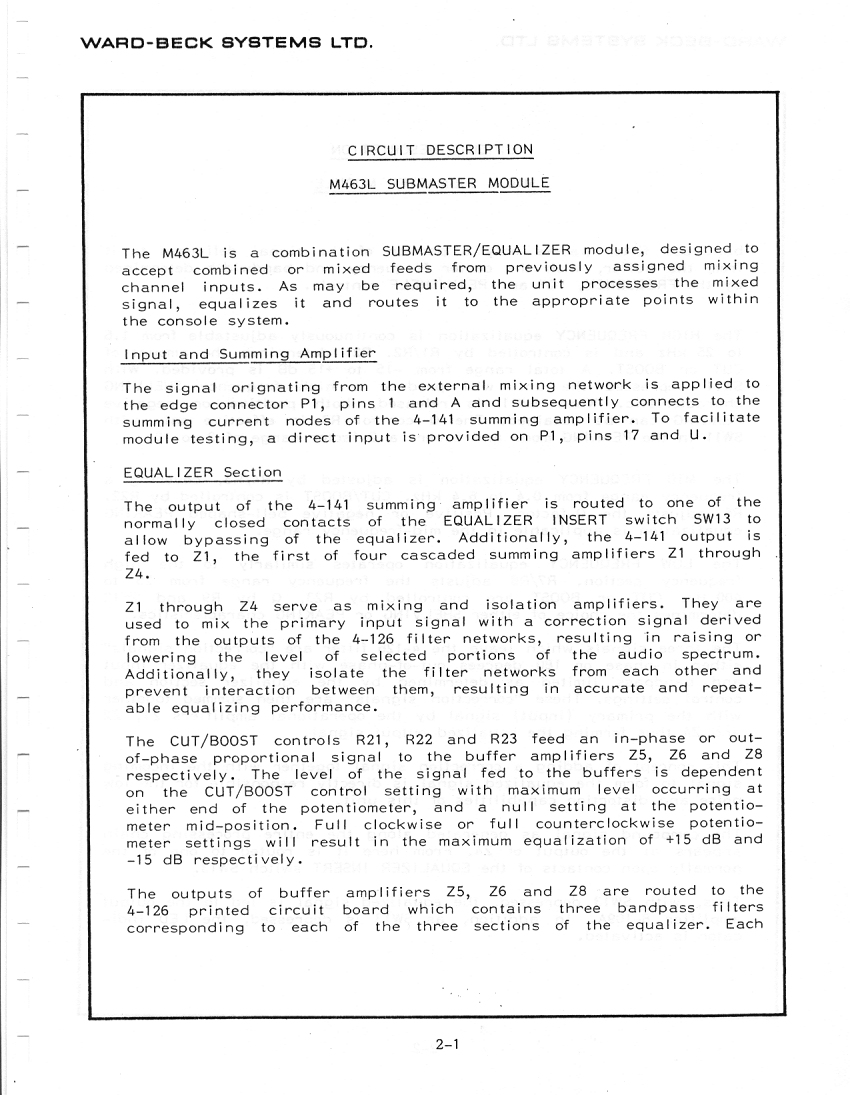 WARD-BECK SYSTEMS LTD.
CIRCUIT DESCRIPTION
M463L SUBMASTER MODULE
The M463L is a combination SUBMASTER/EQUALIZER module, designed to
accept combined or mixed feeds from previously assigned mixing
channel inputs. As may be required, the unit processes the mixed
signal, equalizes it and routes it to the appropriate points within
the console system.
Input and Summing Amplifier
The signal orignating from the external mixing network is applied to
the edge connector P1, pins 1 and A and subsequently connects to the
summing current nodes of the 4-141 summing amplifier. To facilitate
module testing, a direct input is provided on P1, pins 17 and U.
EQUALIZER Section
The output of the 4-141 summing amplifier is routed to one of the
normally closed contacts of the EQUALIZER INSERT switch SW13 to
allow bypassing of the equalizer. Additionally, the 4-141 output is
fed to Z1, the first of four cascaded summing amplifiers Z1 through
Z4.
Z1 through Z4 serve as mixing and isolation amplifiers. They are
used to mix the primary input signal with a correction signal derived
from the outputs of the 4-126 filter networks, resulting in raising or
lowering the level of selected portions of the audio spectrum.
Additionally, they isolate the filter networks from each other and
prevent interaction between them, resulting in accurate and repeat-
able equalizing performance.
The CUT/BOOST controls R21, R22 and R23 feed an in-phase or out-
of-phase proportional signal to the buffer amplifiers Z5, Z6 and Z8
respectively. The level of the signal fed to the buffers is dependent
on the CUT/BOOST control setting with maximum level occurring at
either end of the potentiometer, and a null setting at the potentio-
meter mid-position. Full clockwise or full counterclockwise potentio-
meter settings will result in the maximum equalization of +15 dB and
-15 dB respectively.
The outputs of buffer amplifiers Z5, Z6 and Z8 are routed to the
4-126 printed circuit board which contains three bandpass filters
corresponding to each of the three sections of the equalizer. Each
2-1